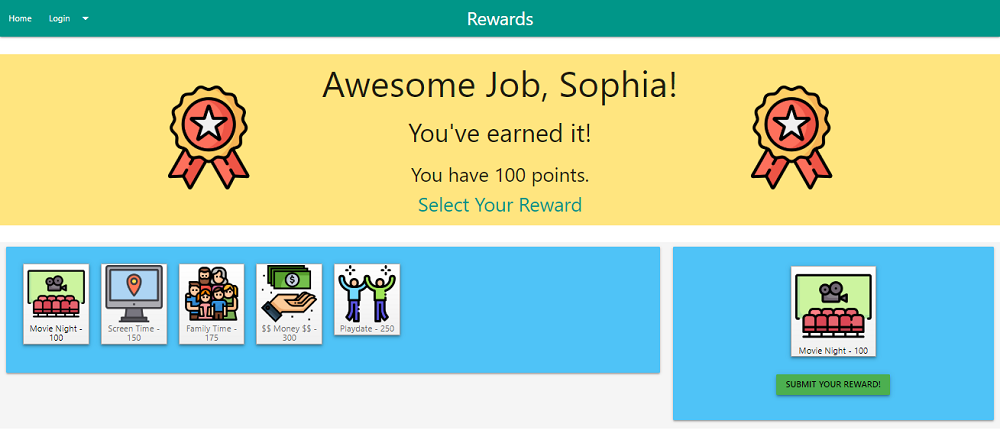 Home
Login
Rewards
Awesome Job, Sophia!
You've earned it!
You have 100 points.
Select Your Reward
Movie Night -
100
Screen Time -
150
Family Time -
175
$$ Money $$ -
300
Playdate - 250
Movie Night - 100
SUBMIT YOUR REWARD!